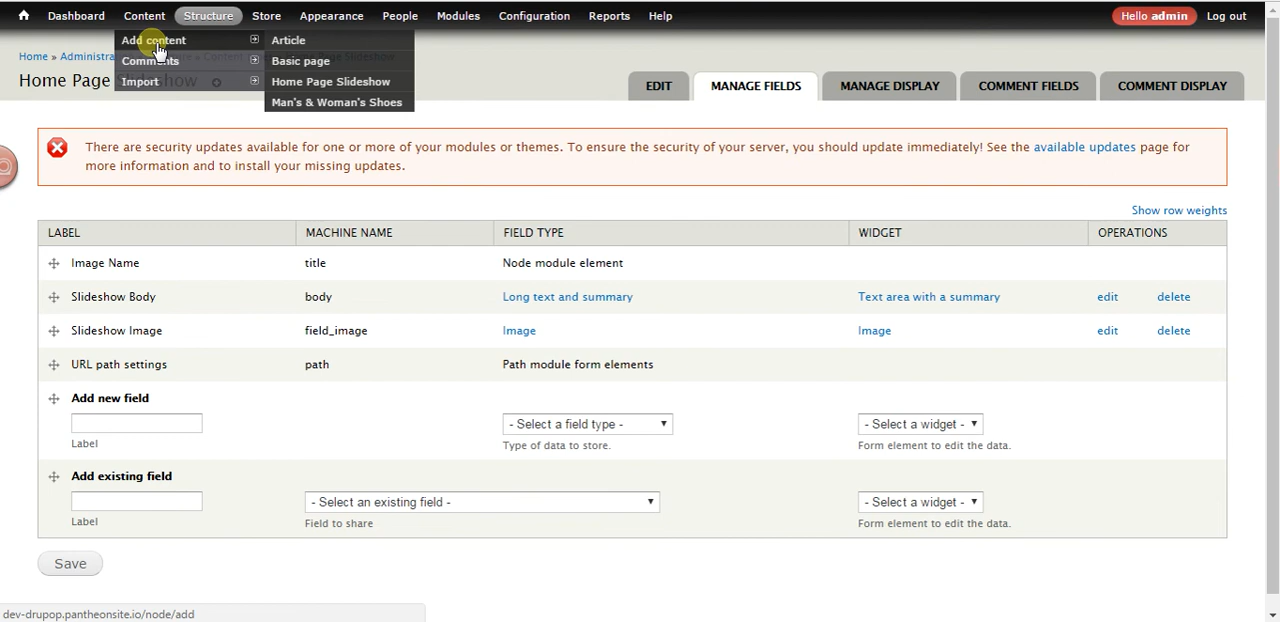 Dashboard Content Structure Store Appearance People Modules Configuration Reports Help Hello admin Log out
Add content Article
Comments Basic page
Import Home Page Slideshow
Man's & Woman's Shoes
Home » Administra
Home Page Slideshow
EDIT MANAGE FIELDS MANAGE DISPLAY COMMENT FIELDS COMMENT DISPLAY
There are security updates available for one or more of your modules or themes. To ensure the security of your server, you should update immediately! See the available updates page for
more information and to install your missing updates.
Show row weights
LABEL MACHINE NAME FIELD TYPE WIDGET OPERATIONS
Image Name title Node module element
Slideshow Body body Long text and summary Text area with a summary edit delete
Slideshow Image field_image Image Image edit delete
URL path settings path Path module form elements
Add new field
- Select a field type - - Select a widget -
Label Type of data to store. Form element to edit the data.
Add existing field
- Select an existing field - - Select a widget -
Label Field to share Form element to edit the data.
Save
dev-drupop.pantheonsite.io/node/add